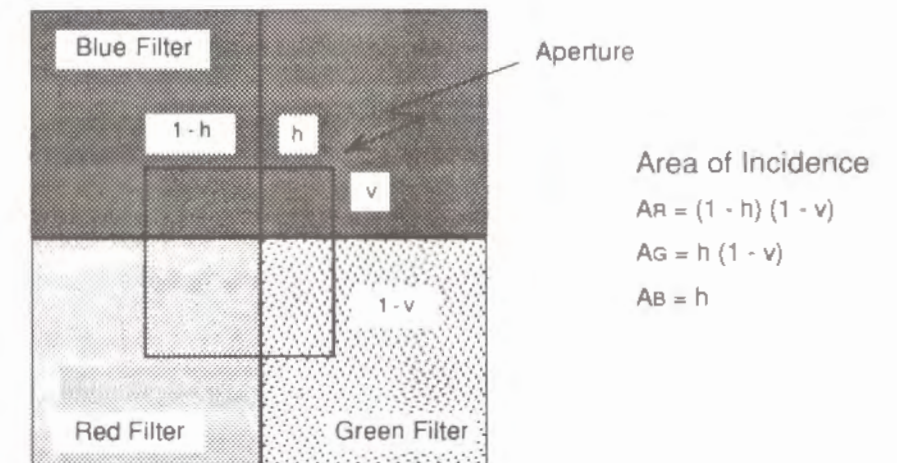 Blue Filter
Aperture
1 - h
h
v
Area of Incidence
AR = (1 - h) (1 - v)
AG = h (1 - v)
AB = h
1 - v
Red Filter
Green Filter